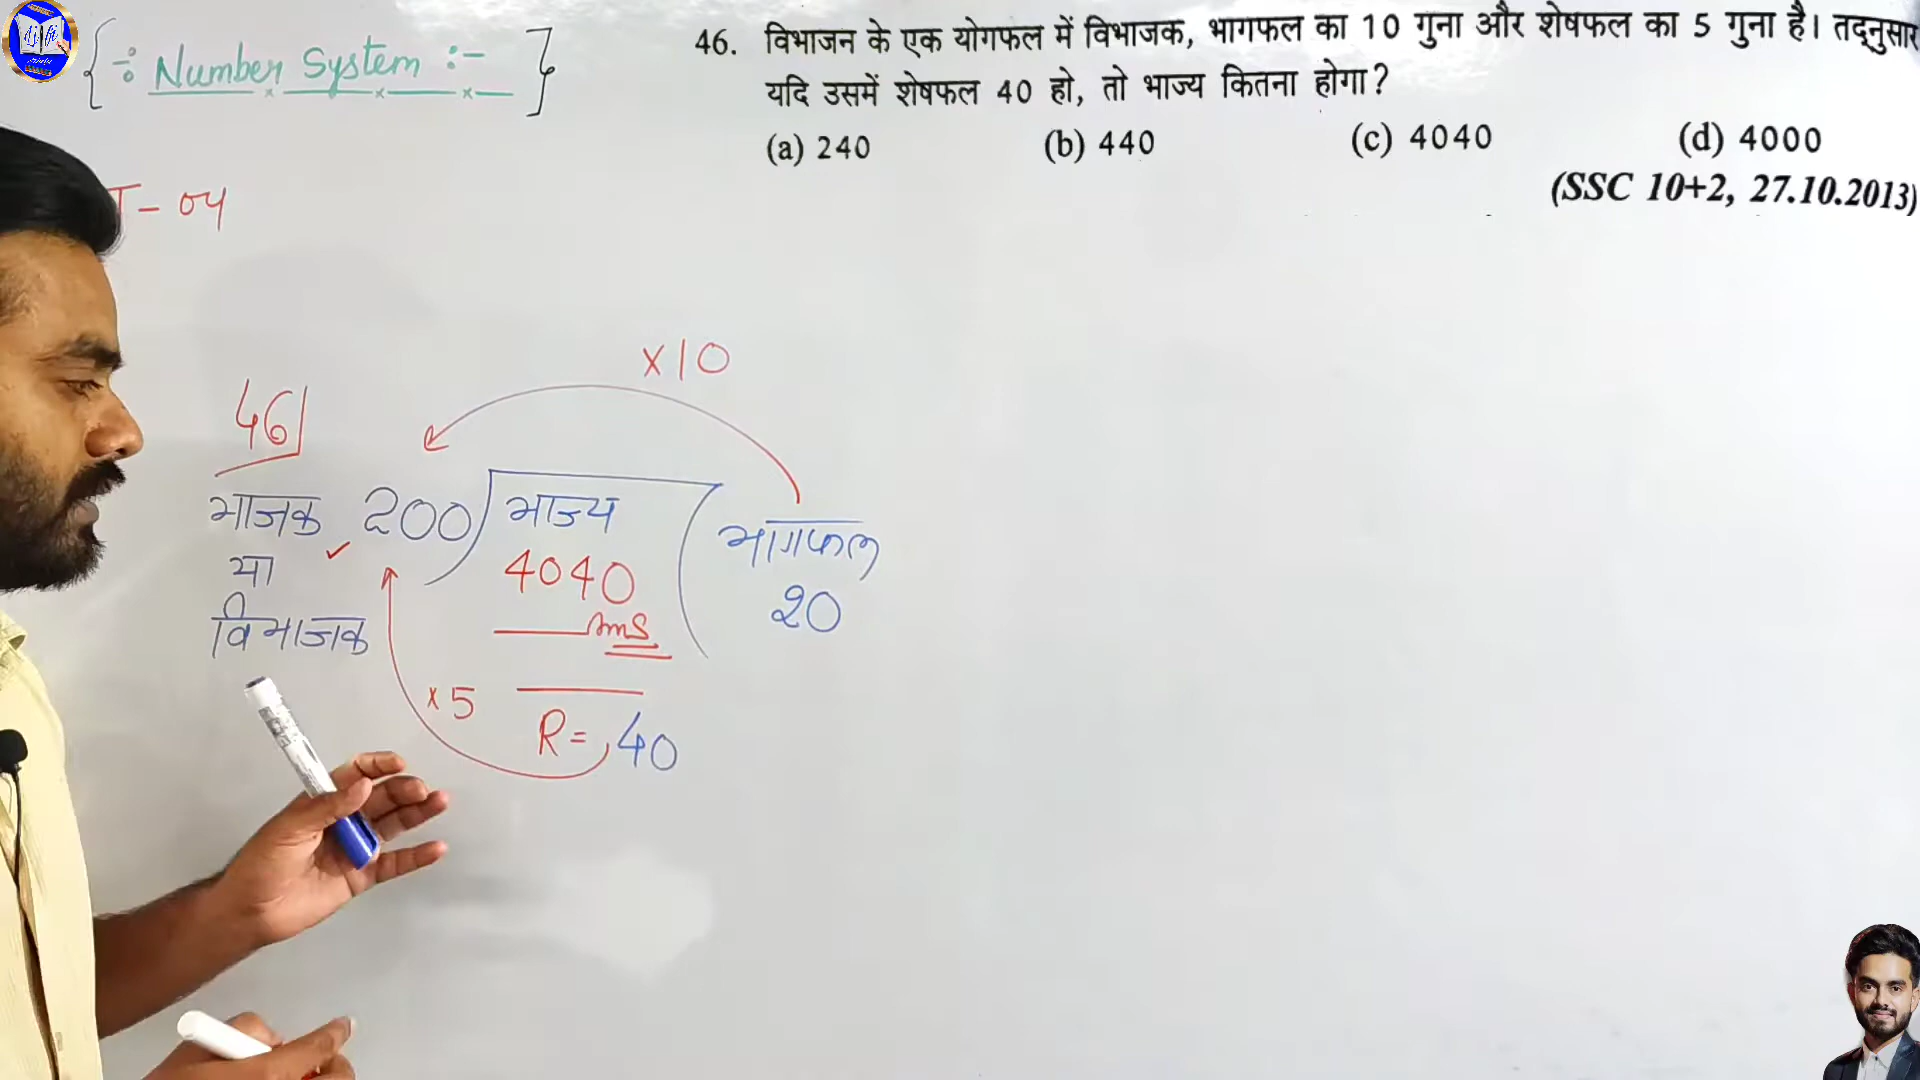 ÷ Number System :-
T-04
46. विभाजन के एक योगफल में विभाजक, भागफल का 10 गुना और शेषफल का 5 गुना है। तद्नुसार
यदि उसमें शेषफल 40 हो, तो भाज्य कितना होगा?
(a) 240 (b) 440 (c) 4040 (d) 4000
(SSC 10+2, 27.10.2013)
×10
46
भाजक 200 भाज्य भागफल
या 4040 20
विभाजक Ans
×5 R= 40